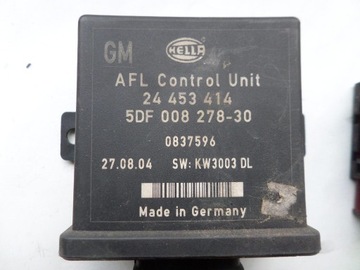 GM HELLA
AFL Control Unit
24 453 414
5DF 008 278-30
0837596
27.08.04 SW: KW3003 DL
Made in Germany